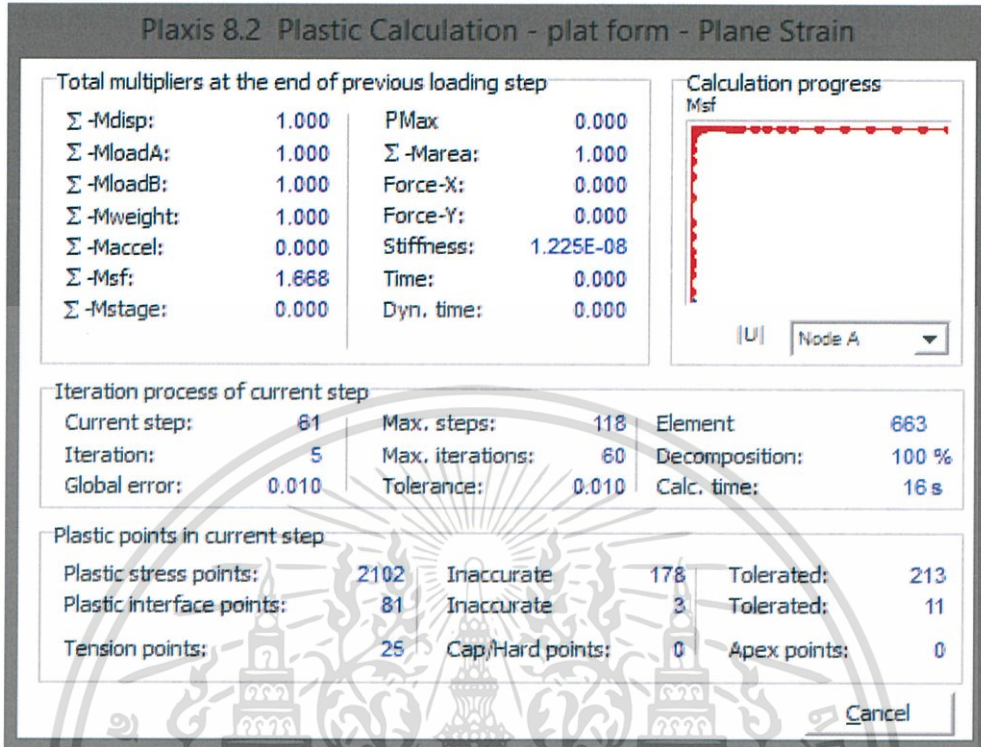 Plaxis 8.2 Plastic Calculation - plat form - Plane Strain
Total multipliers at the end of previous loading step
Σ -Mdisp: 1.000 PMax 0.000
Σ -MloadA: 1.000 Σ -Marea: 1.000
Σ -MloadB: 1.000 Force-X: 0.000
Σ -Mweight: 1.000 Force-Y: 0.000
Σ -Maccel: 0.000 Stiffness: 1.225E-08
Σ -Msf: 1.668 Time: 0.000
Σ -Mstage: 0.000 Dyn. time: 0.000
Calculation progress
Msf
|U| Node A
Iteration process of current step
Current step: 61 Max. steps: 118 Element 663
Iteration: 5 Max. iterations: 60 Decomposition: 100 %
Global error: 0.010 Tolerance: 0.010 Calc. time: 16 s
Plastic points in current step
Plastic stress points: 2102 Inaccurate 178 Tolerated: 213
Plastic interface points: 81 Inaccurate 3 Tolerated: 11
Tension points: 25 Cap/Hard points: 0 Apex points: 0
Cancel